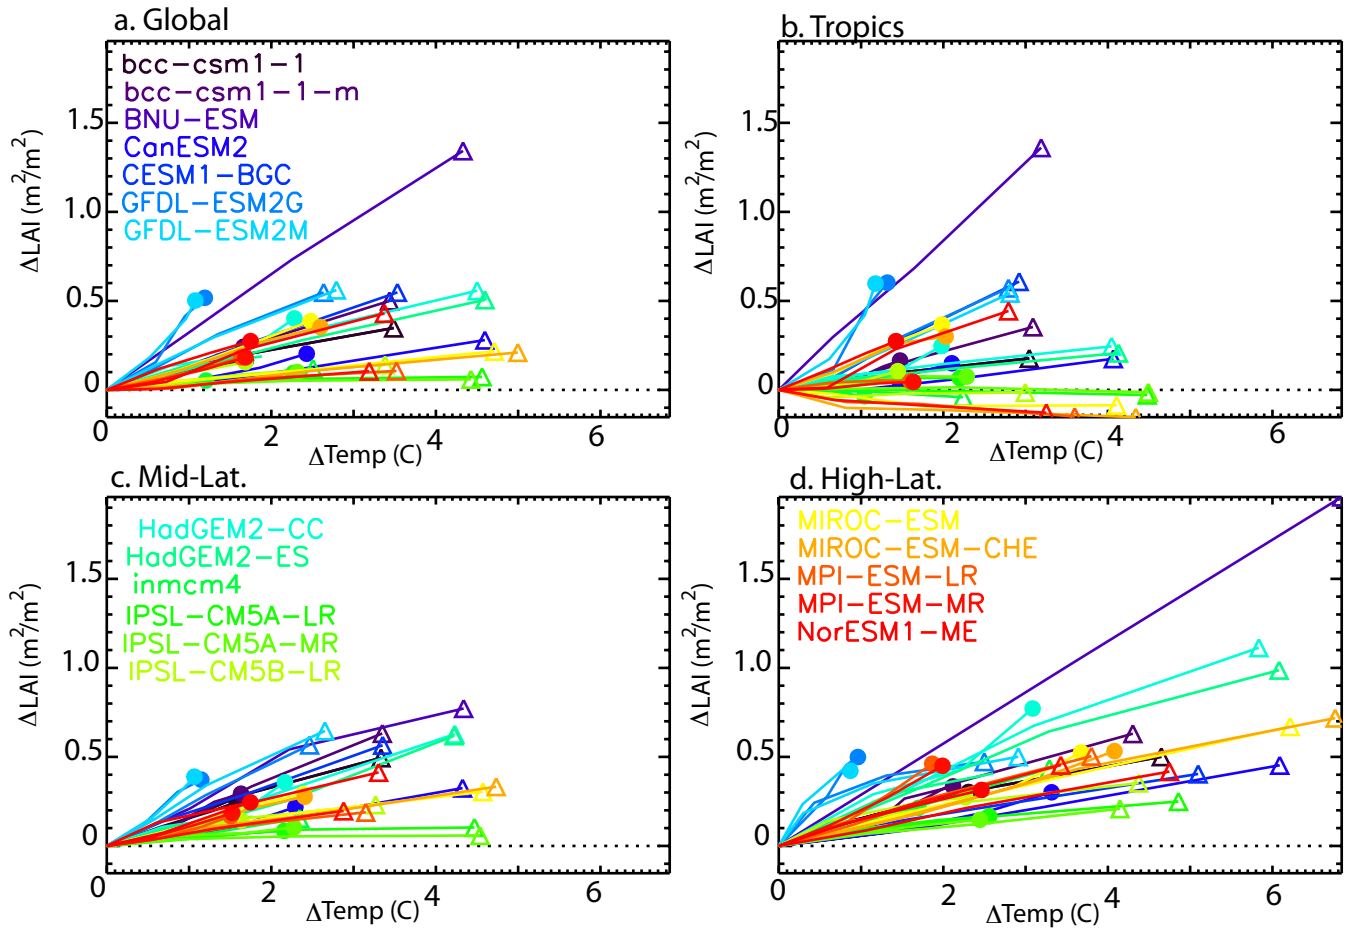 a. Global
bcc-csm1-1
bcc-csm1-1-m
BNU-ESM
CanESM2
CESM1-BGC
GFDL-ESM2G
GFDL-ESM2M
1.5
1.0
0.5
0
ΔLAI (m²/m²)
0 2 4 6
ΔTemp (C)
b. Tropics
1.5
1.0
0.5
0
ΔLAI (m²/m²)
0 2 4 6
ΔTemp (C)
c. Mid-Lat.
HadGEM2-CC
HadGEM2-ES
inmcm4
IPSL-CM5A-LR
IPSL-CM5A-MR
IPSL-CM5B-LR
1.5
1.0
0.5
0
ΔLAI (m²/m²)
0 2 4 6
ΔTemp (C)
d. High-Lat.
MIROC-ESM
MIROC-ESM-CHE
MPI-ESM-LR
MPI-ESM-MR
NorESM1-ME
1.5
1.0
0.5
0
ΔLAI (m²/m²)
0 2 4 6
ΔTemp (C)